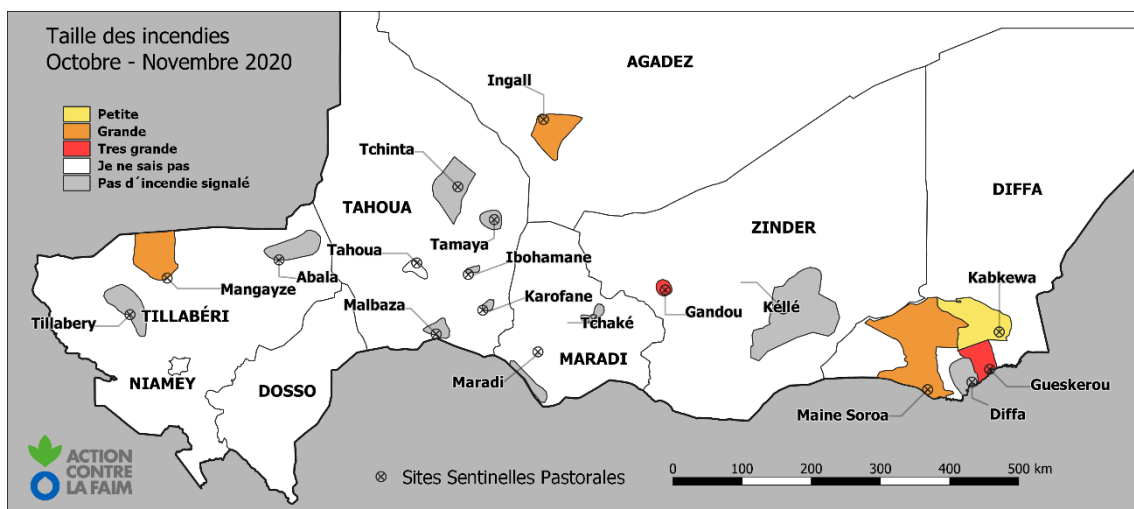 Taille des incendies
Octobre - Novembre 2020
Petite
Grande
Tres grande
Je ne sais pas
Pas d´incendie signalé
AGADEZ
Ingall
Tchinta
DIFFA
TAHOUA
ZINDER
Tamaya
Tahoua
Ibohamane
Abala
Kabkewa
Mangayze
Malbaza
Karofane
Gandou
Kéllé
Tillabery
TILLABÉRI
Tchaké
MARADI
Maradi
NIAMEY
DOSSO
Gueskerou
Maine Soroa
Diffa
ACTION
CONTRE
LA FAIM
Sites Sentinelles Pastorales
0 100 200 300 400 500 km